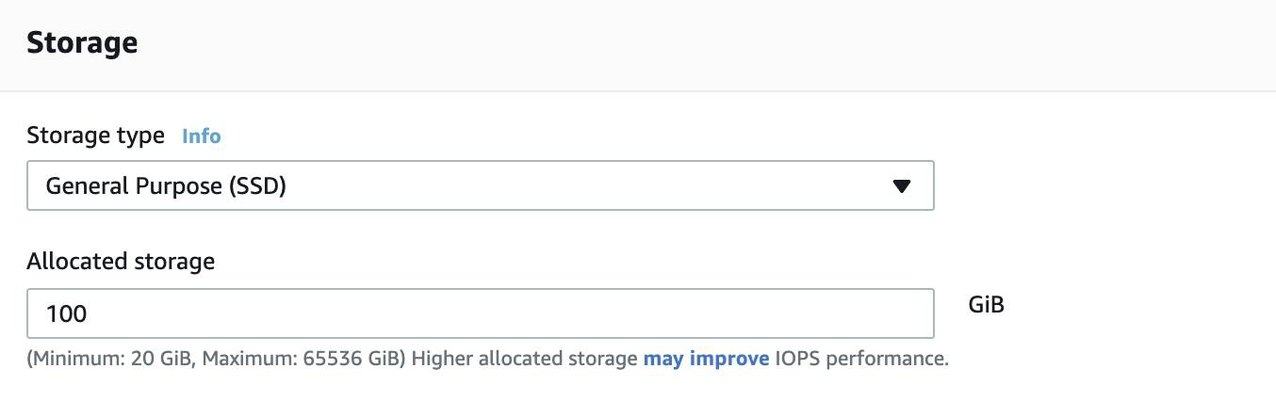 Storage
Storage type Info
General Purpose (SSD)
Allocated storage
100
GiB
(Minimum: 20 GiB, Maximum: 65536 GiB) Higher allocated storage may improve IOPS performance.